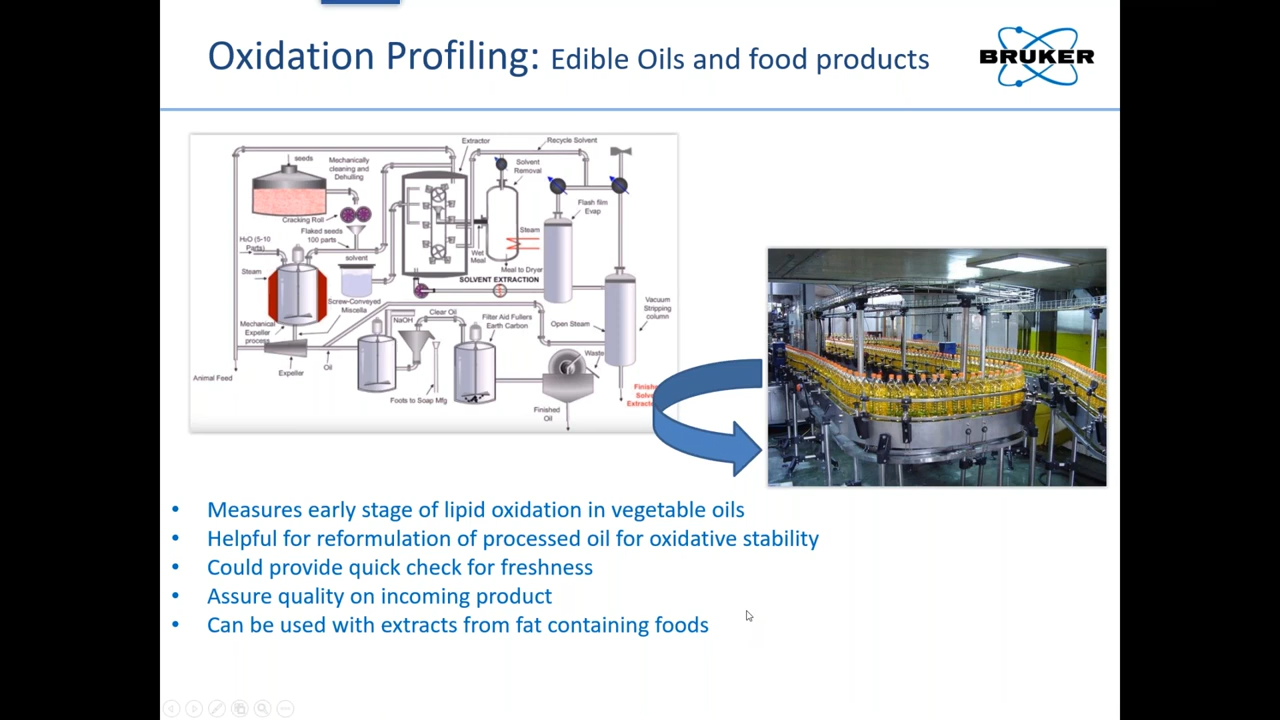 Oxidation Profiling: Edible Oils and food products
BRUKER
Extractor
Recycle Solvent
seeds
Mechanically
cleaning and
Dehulling
Solvent
Removal
Cracking Roll
Flash film
Evap
Flaked seeds
100 parts
H₂O (5-10
Parts)
Steam
solvent
Wet
Meal
Steam
Meal to Dryer
SOLVENT EXTRACTION
Screw-Conveyed
Miscella
Vacuum
Stripping
column
NaOH
Clear Oil
Filter Aid Fullers
Earth Carbon
Open Steam
Mechanical
Expeller
process
Waste
Animal Feed
Expeller
Oil
Foots to Soap Mfg
Finished
Oil
• Measures early stage of lipid oxidation in vegetable oils
• Helpful for reformulation of processed oil for oxidative stability
• Could provide quick check for freshness
• Assure quality on incoming product
• Can be used with extracts from fat containing foods